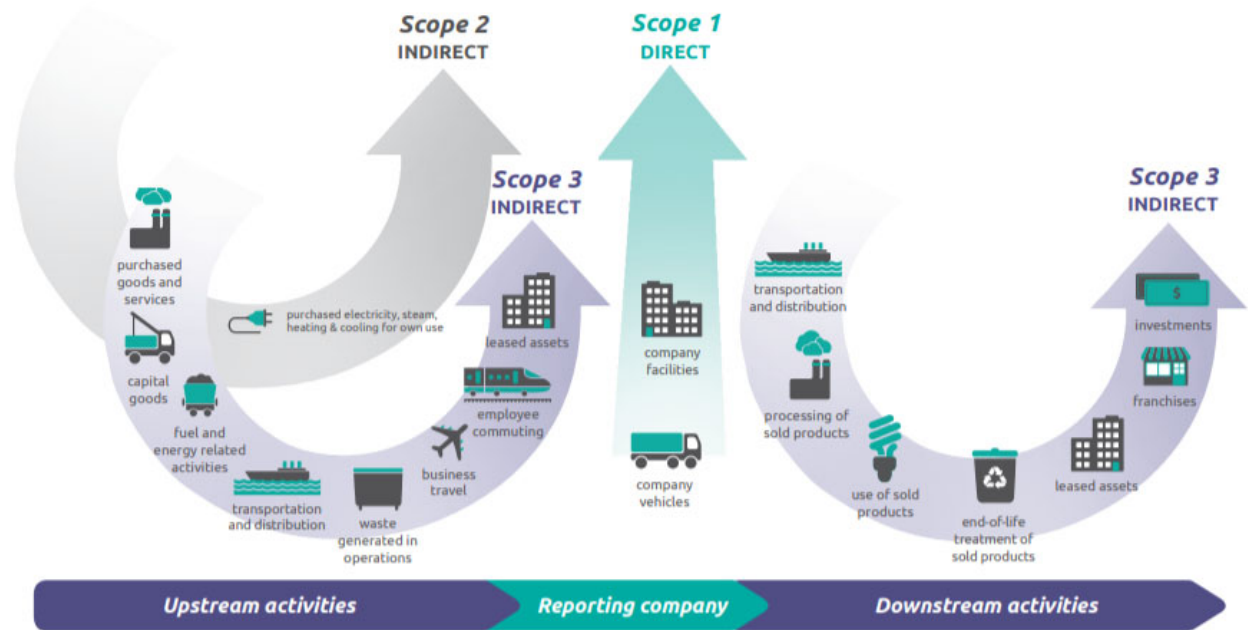 Scope 2
INDIRECT
Scope 1
DIRECT
Scope 3
INDIRECT
Scope 3
INDIRECT
purchased
goods and
services
purchased electricity, steam,
heating & cooling for own use
capital
goods
fuel and
energy related
activities
transportation
and distribution
waste
generated in
operations
business
travel
employee
commuting
leased assets
company
facilities
company
vehicles
transportation
and distribution
processing of
sold products
use of sold
products
end-of-life
treatment of
sold products
leased assets
franchises
$
investments
Upstream activities
Reporting company
Downstream activities